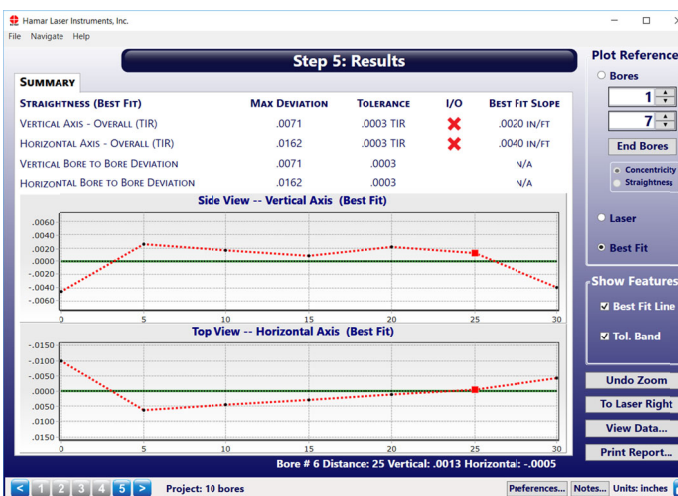 Hamar Laser Instruments, Inc.
File Navigate Help
Step 5: Results
SUMMARY
STRAIGHTNESS (BEST FIT) MAX DEVIATION TOLERANCE I/O BEST FIT SLOPE
VERTICAL AXIS - OVERALL (TIR) .0071 .0003 TIR .0020 IN/FT
HORIZONTAL AXIS - OVERALL (TIR) .0162 .0003 TIR .0040 IN/FT
VERTICAL BORE TO BORE DEVIATION .0071 .0003 N/A
HORIZONTAL BORE TO BORE DEVIATION .0162 .0003 N/A
Side View -- Vertical Axis (Best Fit)
.0060
.0040
.0020
.0000
-.0020
-.0040
-.0060
0 5 10 15 20 25 30
Top View -- Horizontal Axis (Best Fit)
-.0150
-.0100
-.0050
.0000
.0050
.0100
.0150
0 5 10 15 20 25 30
Bore # 6 Distance: 25 Vertical: .0013 Horizontal: -.0005
Plot Reference
Bores
1
7
End Bores
Concentricity
Straightness
Laser
Best Fit
Show Features
Best Fit Line
Tol. Band
Undo Zoom
To Laser Right
View Data...
Print Report...
< 1 2 3 4 5 > Project: 10 bores Preferences... Notes... Units: inches